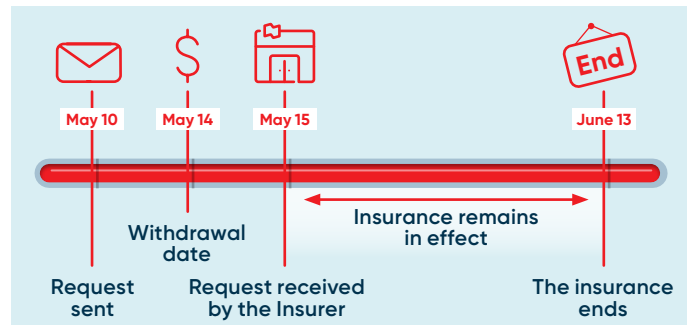 $
End
May 10
May 14
May 15
June 13
Insurance remains
in effect
Withdrawal
date
Request
sent
Request received
by the Insurer
The insurance
ends